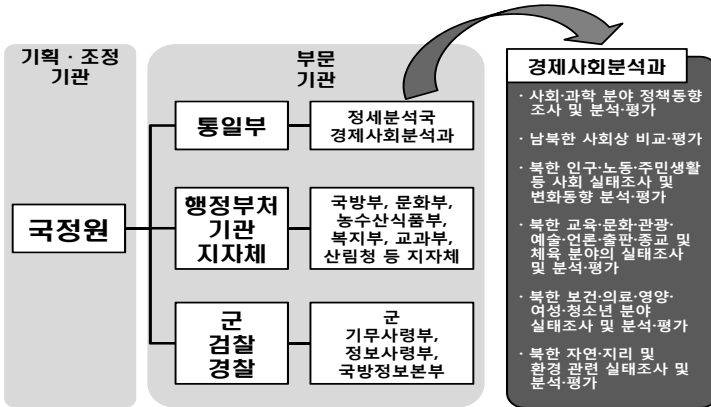 기획·조정
기관
부문
기관
국정원
통일부
정세분석국
경제사회분석과
행정부처
기관
지자체
국방부, 문화부,
농수산식품부,
복지부, 교과부,
산림청 등 지자체
군
검찰
경찰
군
기무사령부,
정보사령부,
국방정보본부
경제사회분석과
· 사회·과학 분야 정책동향
조사 및 분석·평가
· 남북한 사회상 비교·평가
· 북한 인구·노동·주민생활
등 사회 실태조사 및
변화동향 분석·평가
· 북한 교육·문화·관광·
예술·언론·출판·종교 및
체육 분야의 실태조사
및 분석·평가
· 북한 보건·의료·영양·
여성·청소년 분야
실태조사 및 분석·평가
· 북한 자연·지리 및
환경 관련 실태조사 및
분석·평가